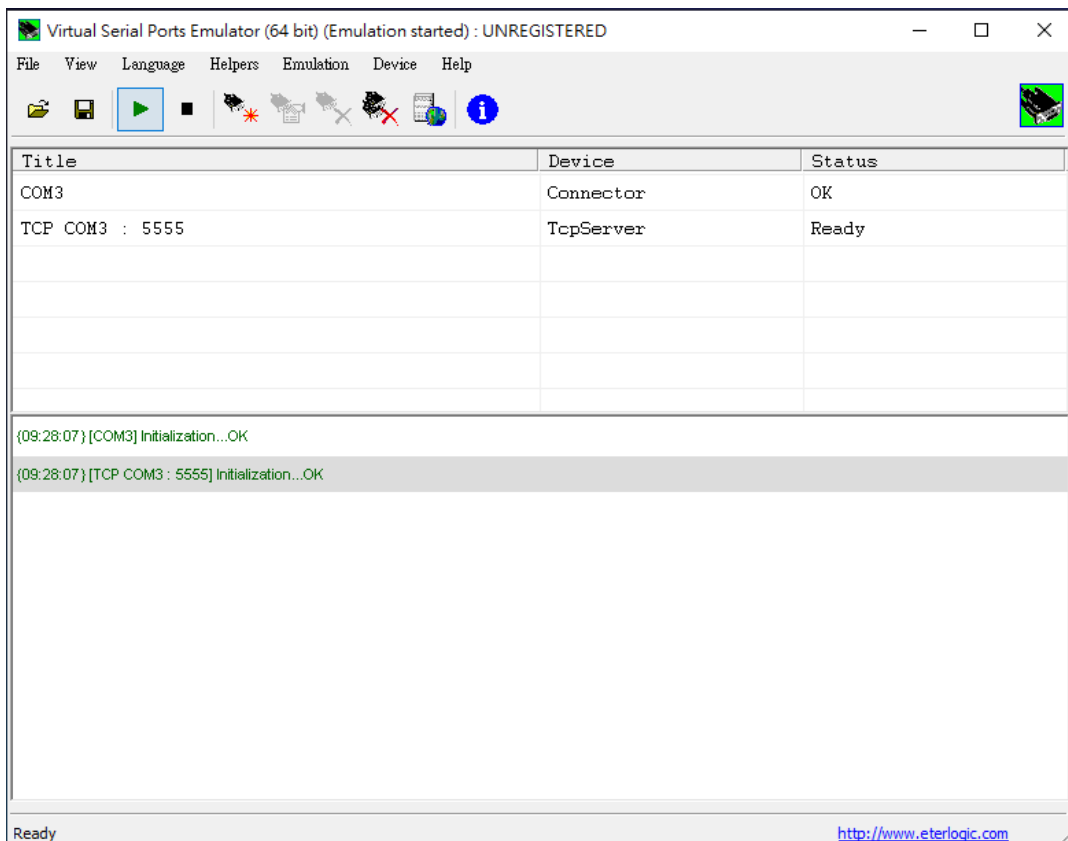 Virtual Serial Ports Emulator (64 bit) (Emulation started) : UNREGISTERED
File View Language Helpers Emulation Device Help
Title Device Status
COM3 Connector OK
TCP COM3 : 5555 TcpServer Ready
{09:28:07} [COM3] Initialization...OK
{09:28:07} [TCP COM3 : 5555] Initialization...OK
Ready http://www.eterlogic.com